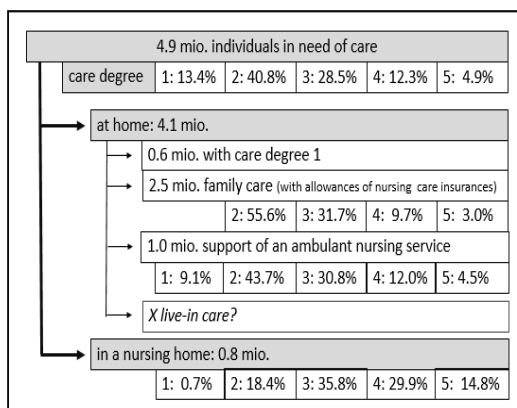 4.9 mio. individuals in need of care
care degree 1: 13.4% 2: 40.8% 3: 28.5% 4: 12.3% 5: 4.9%
at home: 4.1 mio.
0.6 mio. with care degree 1
2.5 mio. family care (with allowances of nursing care insurances)
2: 55.6% 3: 31.7% 4: 9.7% 5: 3.0%
1.0 mio. support of an ambulant nursing service
1: 9.1% 2: 43.7% 3: 30.8% 4: 12.0% 5: 4.5%
X live-in care?
in a nursing home: 0.8 mio.
1: 0.7% 2: 18.4% 3: 35.8% 4: 29.9% 5: 14.8%